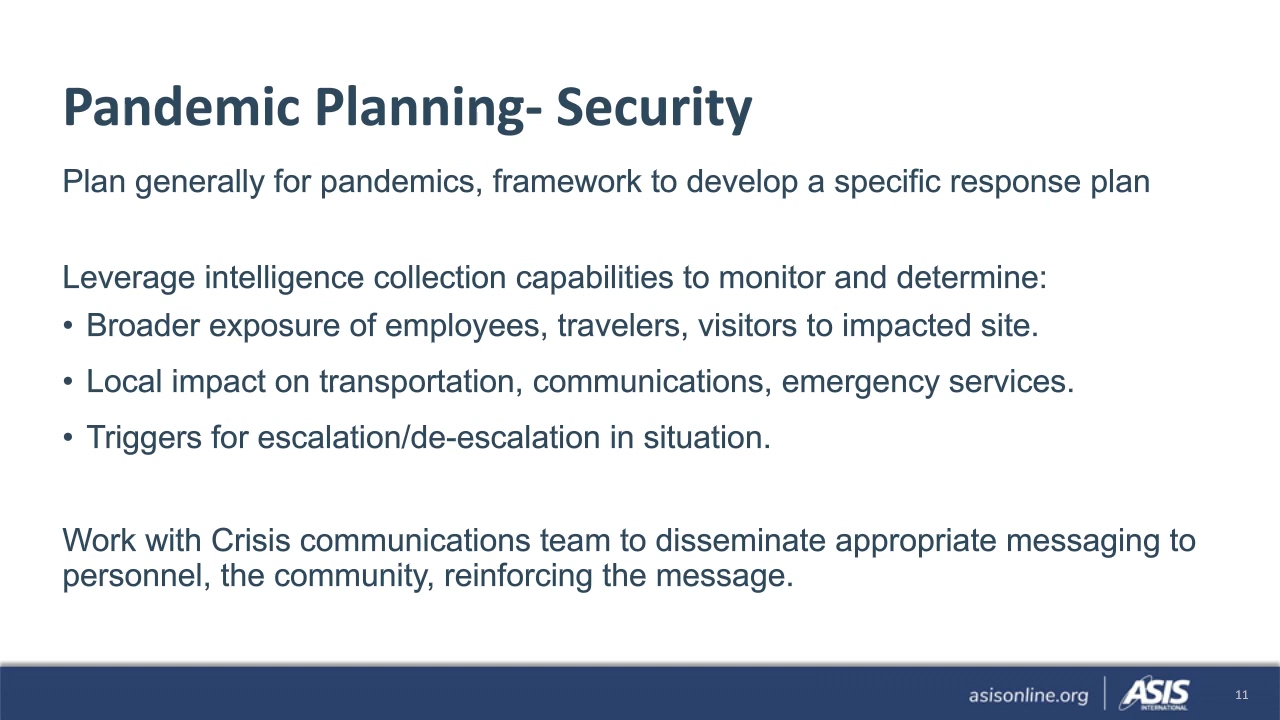 Pandemic Planning- Security
Plan generally for pandemics, framework to develop a specific response plan
Leverage intelligence collection capabilities to monitor and determine:
• Broader exposure of employees, travelers, visitors to impacted site.
• Local impact on transportation, communications, emergency services.
• Triggers for escalation/de-escalation in situation.
Work with Crisis communications team to disseminate appropriate messaging to
personnel, the community, reinforcing the message.
asisonline.org
ASIS
INTERNATIONAL
11